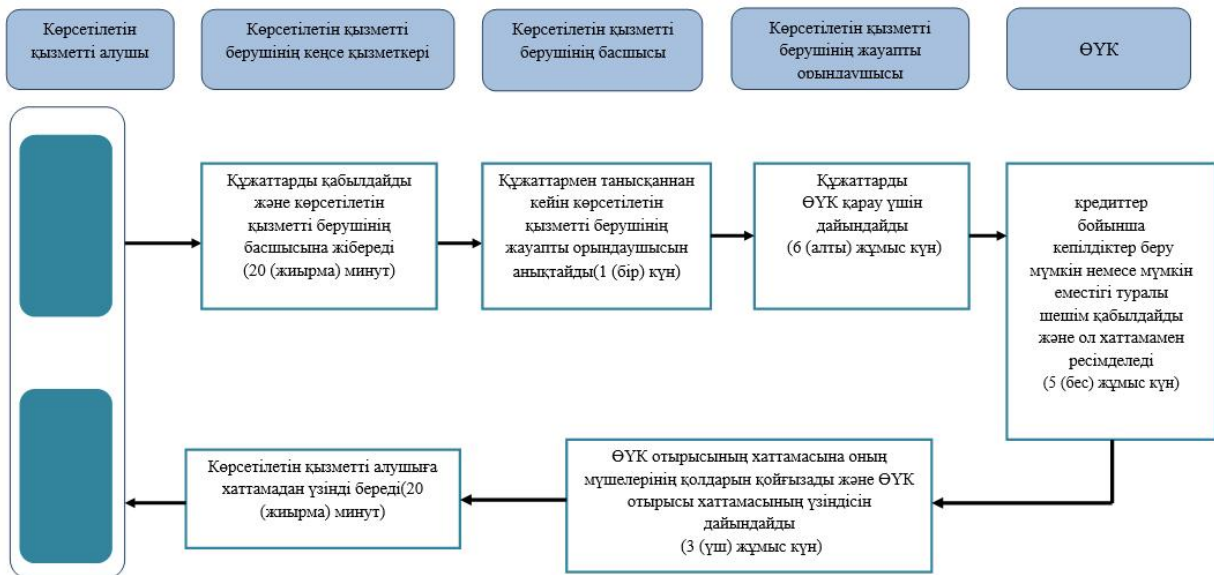 Көрсетілетін
қызметті алушы
Көрсетілетін қызметті
берушінің кеңсе қызметкері
Көрсетілетін қызметті
берушінің басшысы
Көрсетілетін қызметті
берушінің жауапты
орындаушысы
ӨҮК
Құжаттарды қабылдайды
және көрсетілетін
қызметті берушінің
басшысына жібереді
(20 (жиырма) минут)
Құжаттармен танысқаннан
кейін көрсетілетін
қызметті берушінің
жауапты орындаушысын
анықтайды(1 (бір) күн)
Құжаттарды
ӨҮК қарау үшін
дайындайды
(6 (алты) жұмыс күн)
кредиттер
бойынша
кепілдіктер беру
мүмкін немесе мүмкін
еместігі туралы
шешім қабылдайды
және ол хаттамамен
ресімделеді
(5 (бес) жұмыс күн)
Көрсетілетін қызметті алушыға
хаттамадан үзінді береді(20
(жиырма) минут)
ӨҮК отырысының хаттамасына оның
мүшелерінің қолдарын қойғызады және ӨҮК
отырысы хаттамасының үзіндісін
дайындайды
(3 (үш) жұмыс күн)